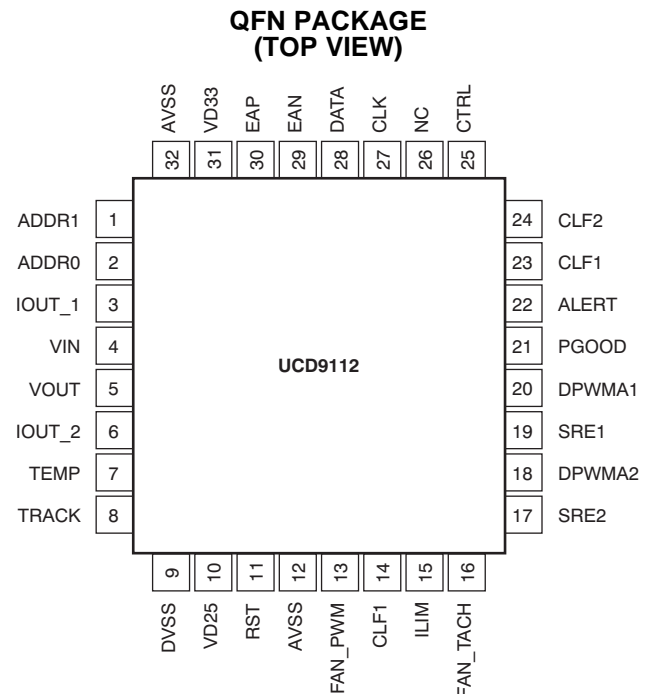 QFN PACKAGE
(TOP VIEW)
AVSS VD33 EAP EAN DATA CLK NC CTRL
32 31 30 29 28 27 26 25
ADDR1 1
ADDR0 2
IOUT_1 3
VIN 4
VOUT 5
IOUT_2 6
TEMP 7
TRACK 8
UCD9112
24 CLF2
23 CLF1
22 ALERT
21 PGOOD
20 DPWMA1
19 SRE1
18 DPWMA2
17 SRE2
9 10 11 12 13 14 15 16
DVSS VD25 RST AVSS FAN_PWM CLF1 ILIM FAN_TACH